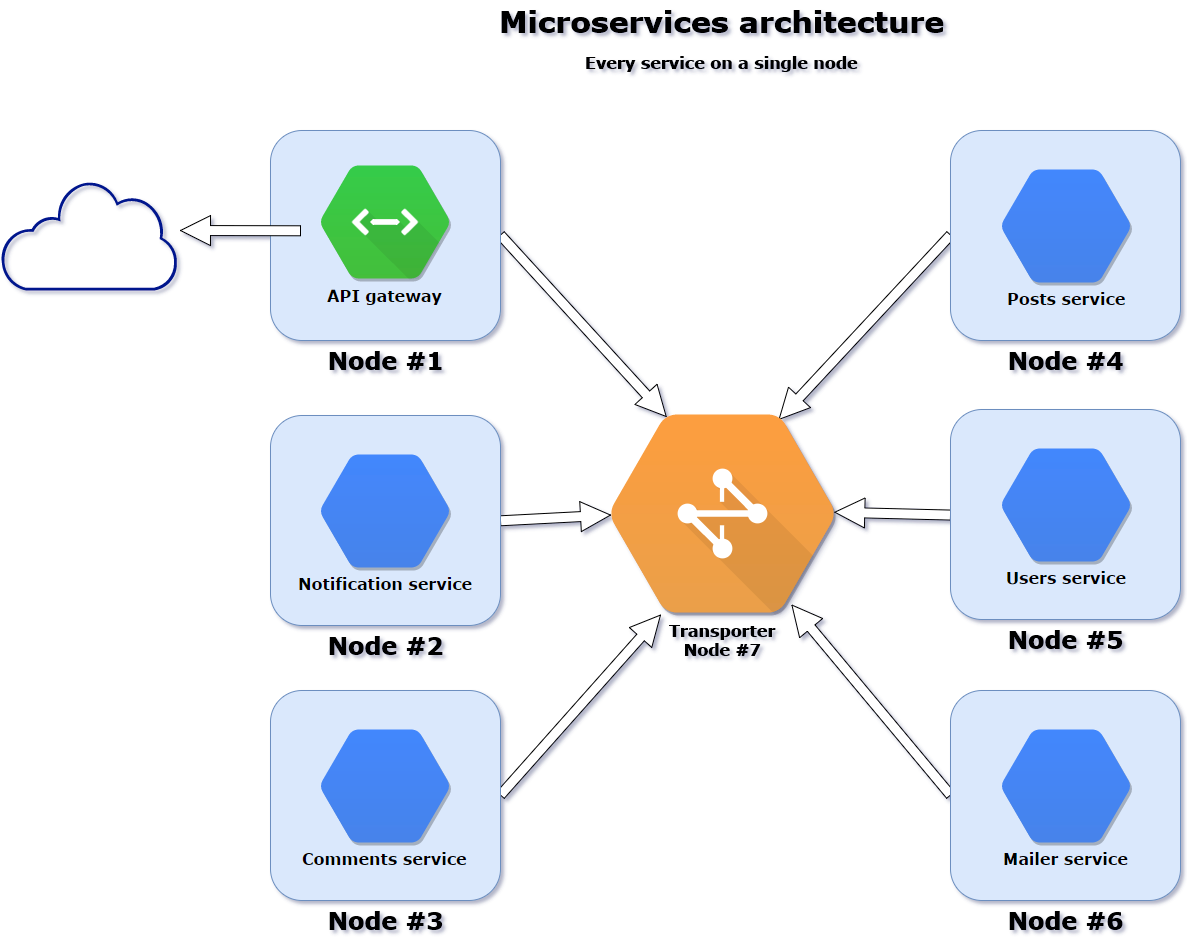 Microservices architecture
Every service on a single node
API gateway
Node #1
Notification service
Node #2
Comments service
Node #3
Transporter
Node #7
Posts service
Node #4
Users service
Node #5
Mailer service
Node #6